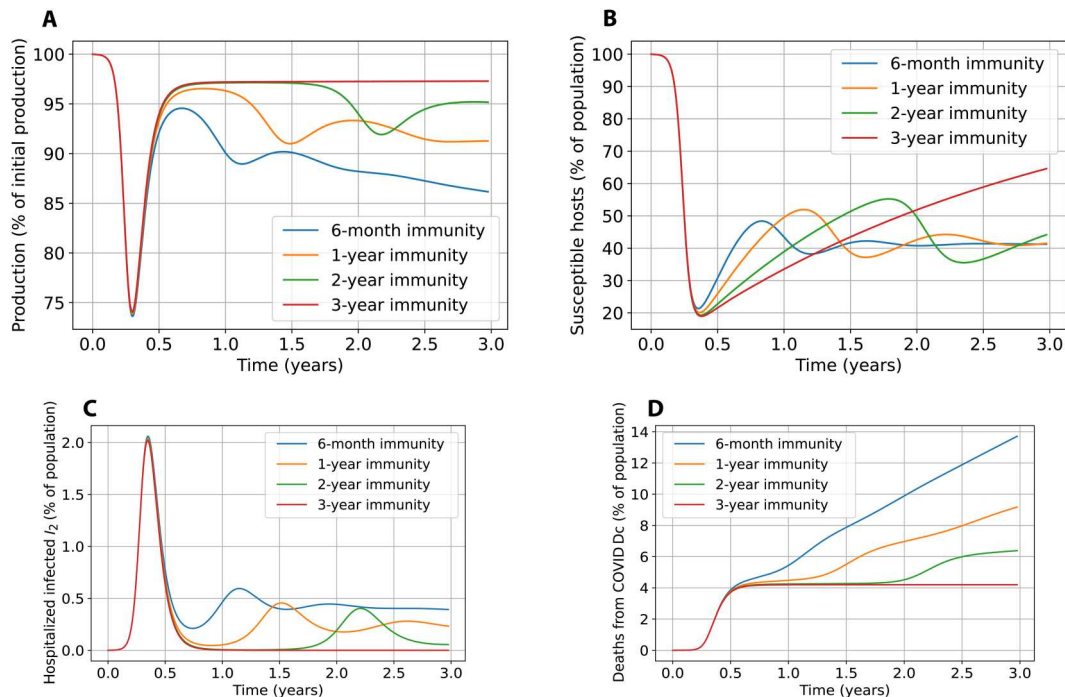 A
Production (% of initial production)
100
95
90
85
80
75
6-month immunity
1-year immunity
2-year immunity
3-year immunity
0.0 0.5 1.0 1.5 2.0 2.5 3.0
Time (years)
B
Susceptible hosts (% of population)
100
90
80
70
60
50
40
30
20
6-month immunity
1-year immunity
2-year immunity
3-year immunity
0.0 0.5 1.0 1.5 2.0 2.5 3.0
Time (years)
C
Hospitalized infected I₂ (% of population)
2.0
1.5
1.0
0.5
0.0
6-month immunity
1-year immunity
2-year immunity
3-year immunity
0.0 0.5 1.0 1.5 2.0 2.5 3.0
Time (years)
D
Deaths from COVID Dc (% of population)
14
12
10
8
6
4
2
0
6-month immunity
1-year immunity
2-year immunity
3-year immunity
0.0 0.5 1.0 1.5 2.0 2.5 3.0
Time (years)